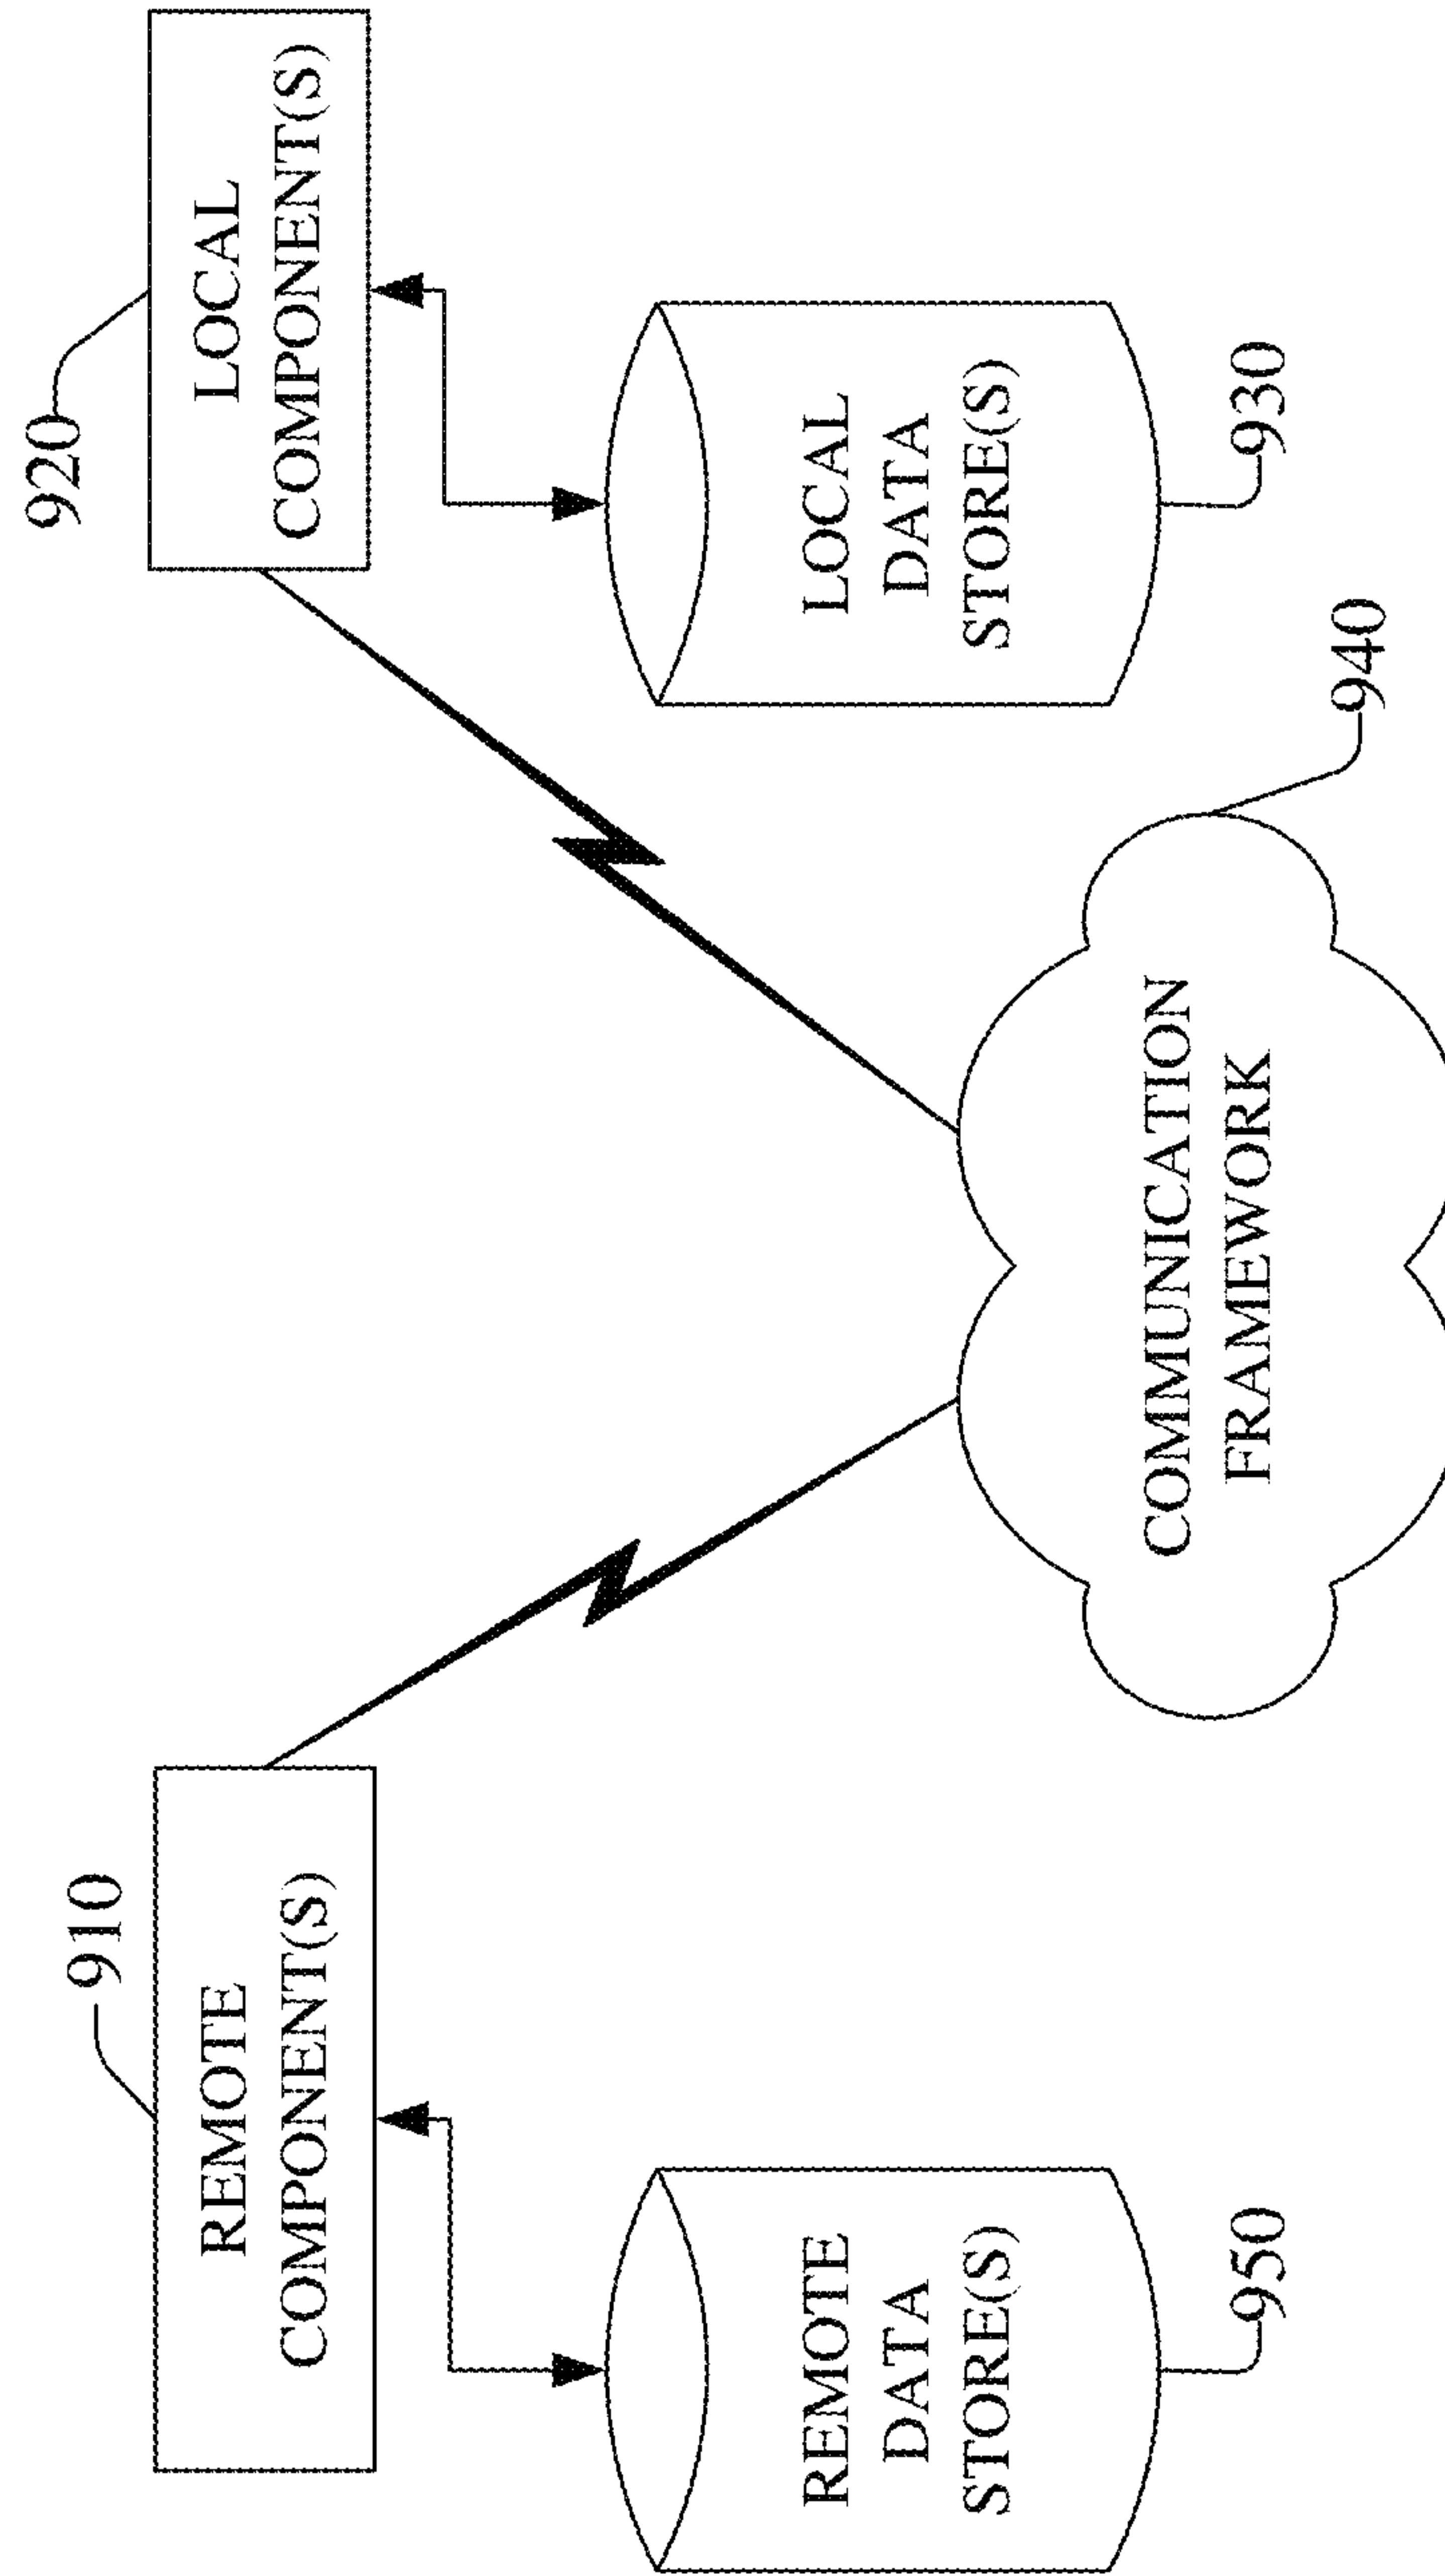 910
REMOTE
COMPONENT(S)
920
LOCAL
COMPONENT(S)
REMOTE
DATA
STORE(S)
950
LOCAL
DATA
STORE(S)
930
COMMUNICATION
FRAMEWORK
940